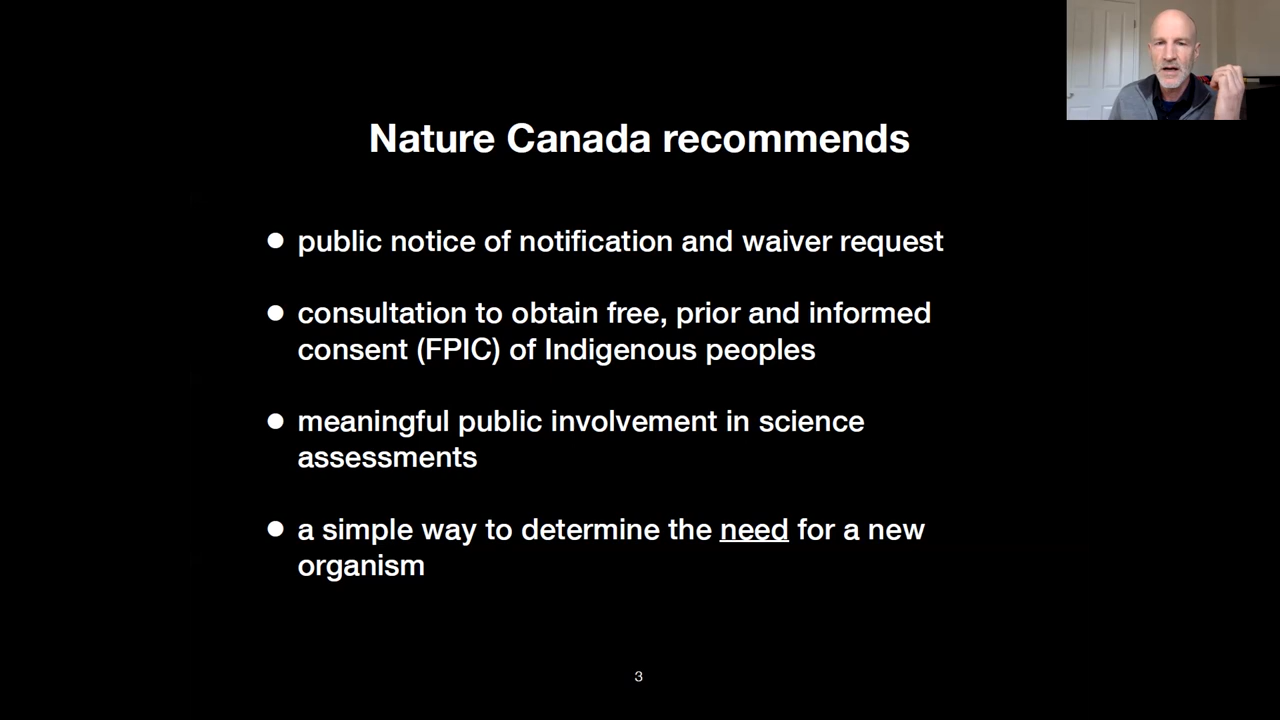 Nature Canada recommends
● public notice of notification and waiver request
● consultation to obtain free, prior and informed
consent (FPIC) of Indigenous peoples
● meaningful public involvement in science
assessments
● a simple way to determine the need for a new
organism
3